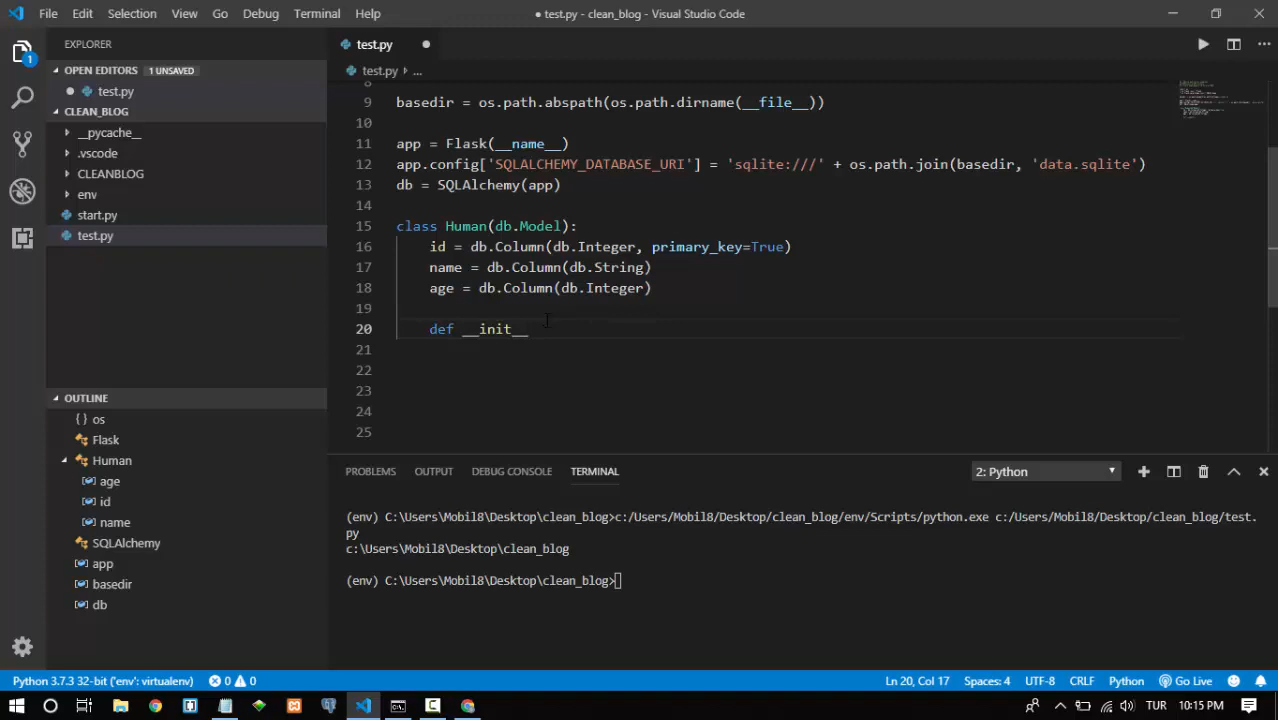 File Edit Selection View Go Debug Terminal Help ● test.py - clean_blog - Visual Studio Code
EXPLORER
OPEN EDITORS 1 UNSAVED
test.py
CLEAN_BLOG
__pycache__
.vscode
CLEANBLOG
env
start.py
test.py
OUTLINE
{} os
Flask
Human
age
id
name
SQLAlchemy
app
basedir
db
test.py
test.py › ...
8
9 basedir = os.path.abspath(os.path.dirname(__file__))
10
11 app = Flask(__name__)
12 app.config['SQLALCHEMY_DATABASE_URI'] = 'sqlite:///' + os.path.join(basedir, 'data.sqlite')
13 db = SQLAlchemy(app)
14
15 class Human(db.Model):
16 id = db.Column(db.Integer, primary_key=True)
17 name = db.Column(db.String)
18 age = db.Column(db.Integer)
19
20 def __init__
21
22
23
24
25
PROBLEMS OUTPUT DEBUG CONSOLE TERMINAL 2: Python
(env) C:\Users\Mobil8\Desktop\clean_blog>c:/Users/Mobil8/Desktop/clean_blog/env/Scripts/python.exe c:/Users/Mobil8/Desktop/clean_blog/test.
py
c:\Users\Mobil8\Desktop\clean_blog
(env) C:\Users\Mobil8\Desktop\clean_blog>
Python 3.7.3 32-bit ('env': virtualenv) 0 0 Ln 20, Col 17 Spaces: 4 UTF-8 CRLF Python Go Live
TUR 10:15 PM